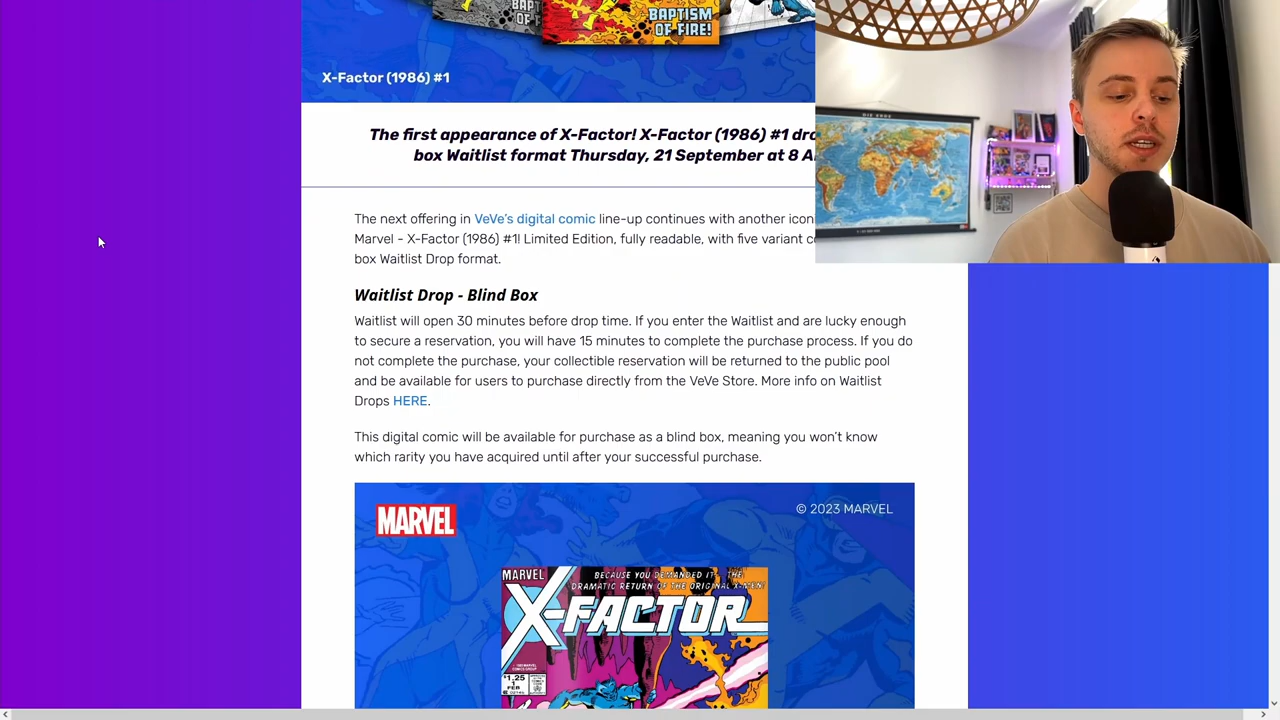 BAPTISM
OF FIRE!
X-Factor (1986) #1
The first appearance of X-Factor! X-Factor (1986) #1
box Waitlist format Thursday, 21 September at 8
The next offering in VeVe's digital comic line-up continues with another
Marvel - X-Factor (1986) #1! Limited Edition, fully readable, with five variant
box Waitlist Drop format.
Waitlist Drop - Blind Box
Waitlist will open 30 minutes before drop time. If you enter the Waitlist and are lucky enough
to secure a reservation, you will have 15 minutes to complete the purchase process. If you do
not complete the purchase, your collectible reservation will be returned to the public pool
and be available for users to purchase directly from the VeVe Store. More info on Waitlist
Drops HERE.
This digital comic will be available for purchase as a blind box, meaning you won't know
which rarity you have acquired until after your successful purchase.
MARVEL
© 2023 MARVEL
MARVEL
BECAUSE YOU DEMANDED IT! THE
DRAMATIC RETURN OF THE ORIGINAL X-MEN!
X-FACTOR
$1.25
1
FEB